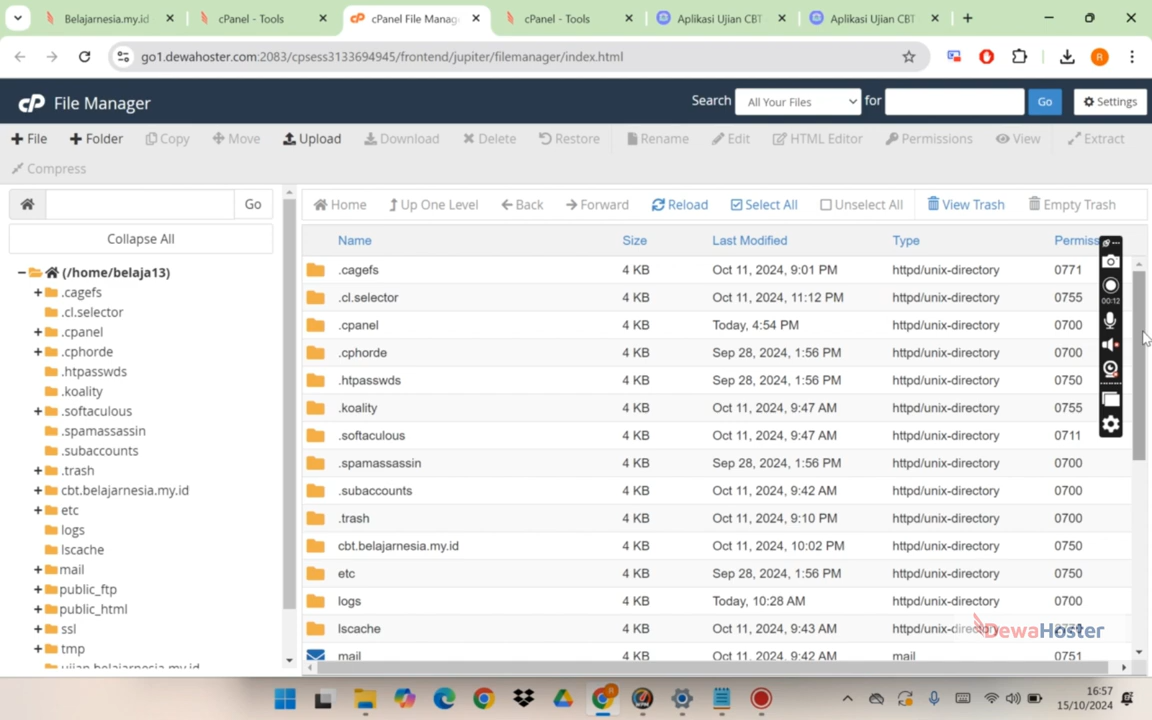 Belajarnesia.my.id
cPanel - Tools
cPanel File Manag
cPanel - Tools
Aplikasi Ujian CBT
Aplikasi Ujian CBT
go1.dewahoster.com:2083/cpsess3133694945/frontend/jupiter/filemanager/index.html
R
cP File Manager
Search All Your Files for Go Settings
File Folder Copy Move Upload Download Delete Restore Rename Edit HTML Editor Permissions View Extract
Compress
Go
Home Up One Level Back Forward Reload Select All Unselect All View Trash Empty Trash
Collapse All
(/home/belaja13)
.cagefs
.cl.selector
.cpanel
.cphorde
.htpasswds
.koality
.softaculous
.spamassassin
.subaccounts
.trash
cbt.belajarnesia.my.id
etc
logs
lscache
mail
public_ftp
public_html
ssl
tmp
ujian.belajarnesia.my.id
Name Size Last Modified Type Permiss
.cagefs 4 KB Oct 11, 2024, 9:01 PM httpd/unix-directory 0771
.cl.selector 4 KB Oct 11, 2024, 11:12 PM httpd/unix-directory 0755
.cpanel 4 KB Today, 4:54 PM httpd/unix-directory 0700
.cphorde 4 KB Sep 28, 2024, 1:56 PM httpd/unix-directory 0700
.htpasswds 4 KB Sep 28, 2024, 1:56 PM httpd/unix-directory 0750
.koality 4 KB Oct 11, 2024, 9:47 AM httpd/unix-directory 0755
.softaculous 4 KB Oct 11, 2024, 9:47 AM httpd/unix-directory 0711
.spamassassin 4 KB Sep 28, 2024, 1:56 PM httpd/unix-directory 0700
.subaccounts 4 KB Oct 11, 2024, 9:42 AM httpd/unix-directory 0700
.trash 4 KB Oct 11, 2024, 9:10 PM httpd/unix-directory 0700
cbt.belajarnesia.my.id 4 KB Oct 11, 2024, 10:02 PM httpd/unix-directory 0750
etc 4 KB Sep 28, 2024, 1:56 PM httpd/unix-directory 0750
logs 4 KB Today, 10:28 AM httpd/unix-directory 0700
lscache 4 KB Oct 11, 2024, 9:43 AM httpd/unix-directory
mail 4 KB Oct 11, 2024, 9:42 AM mail 0751
00:12
DewaHoster
16:57
15/10/2024